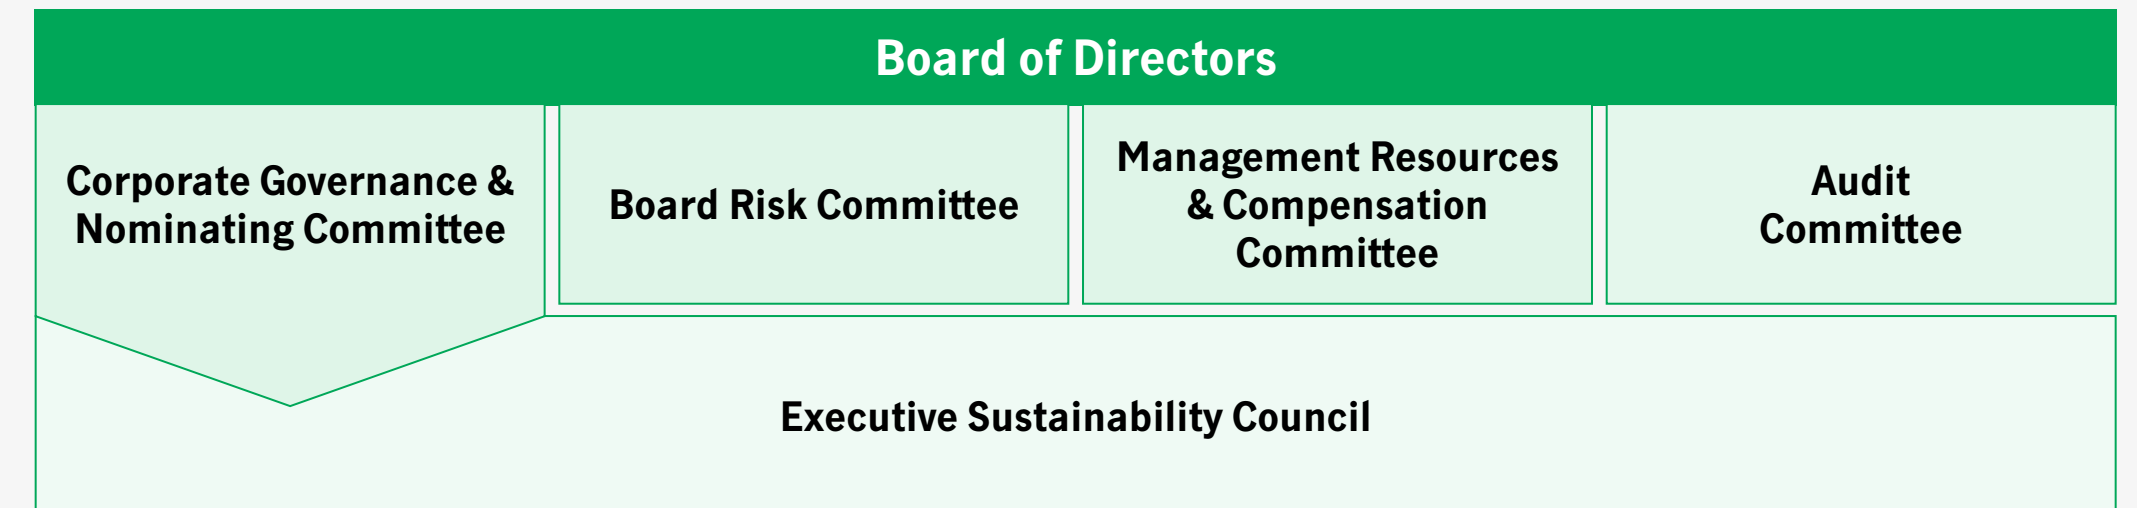 Board of Directors
Corporate Governance &
Nominating Committee
Board Risk Committee
Management Resources
& Compensation
Committee
Audit
Committee
Executive Sustainability Council